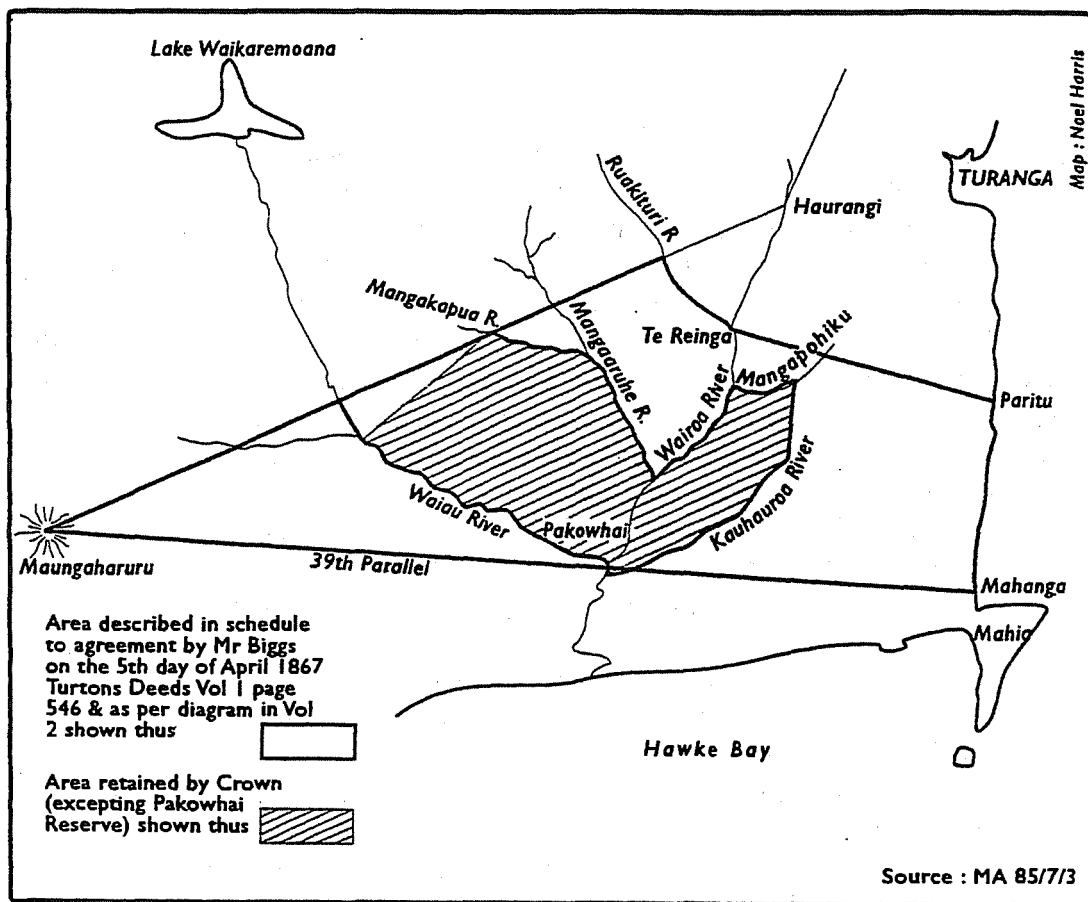 Lake Waikaremoana
Map : Noel Harris
TURANGA
Ruakituri R
Haurangi
Mangakapua R.
Mangaaruhe R.
Te Reinga
Mangapohiku
Wairoa River
Paritu
Waiau River
Pakowhai
Kauhauroa River
Maungaharuru
39th Parallel
Mahanga
Mahia
Area described in schedule
to agreement by Mr Biggs
on the 5th day of April 1867
Turtons Deeds Vol 1 page
546 & as per diagram in Vol
2 shown thus
Hawke Bay
Area retained by Crown
(excepting Pakowhai
Reserve) shown thus
Source : MA 85/7/3